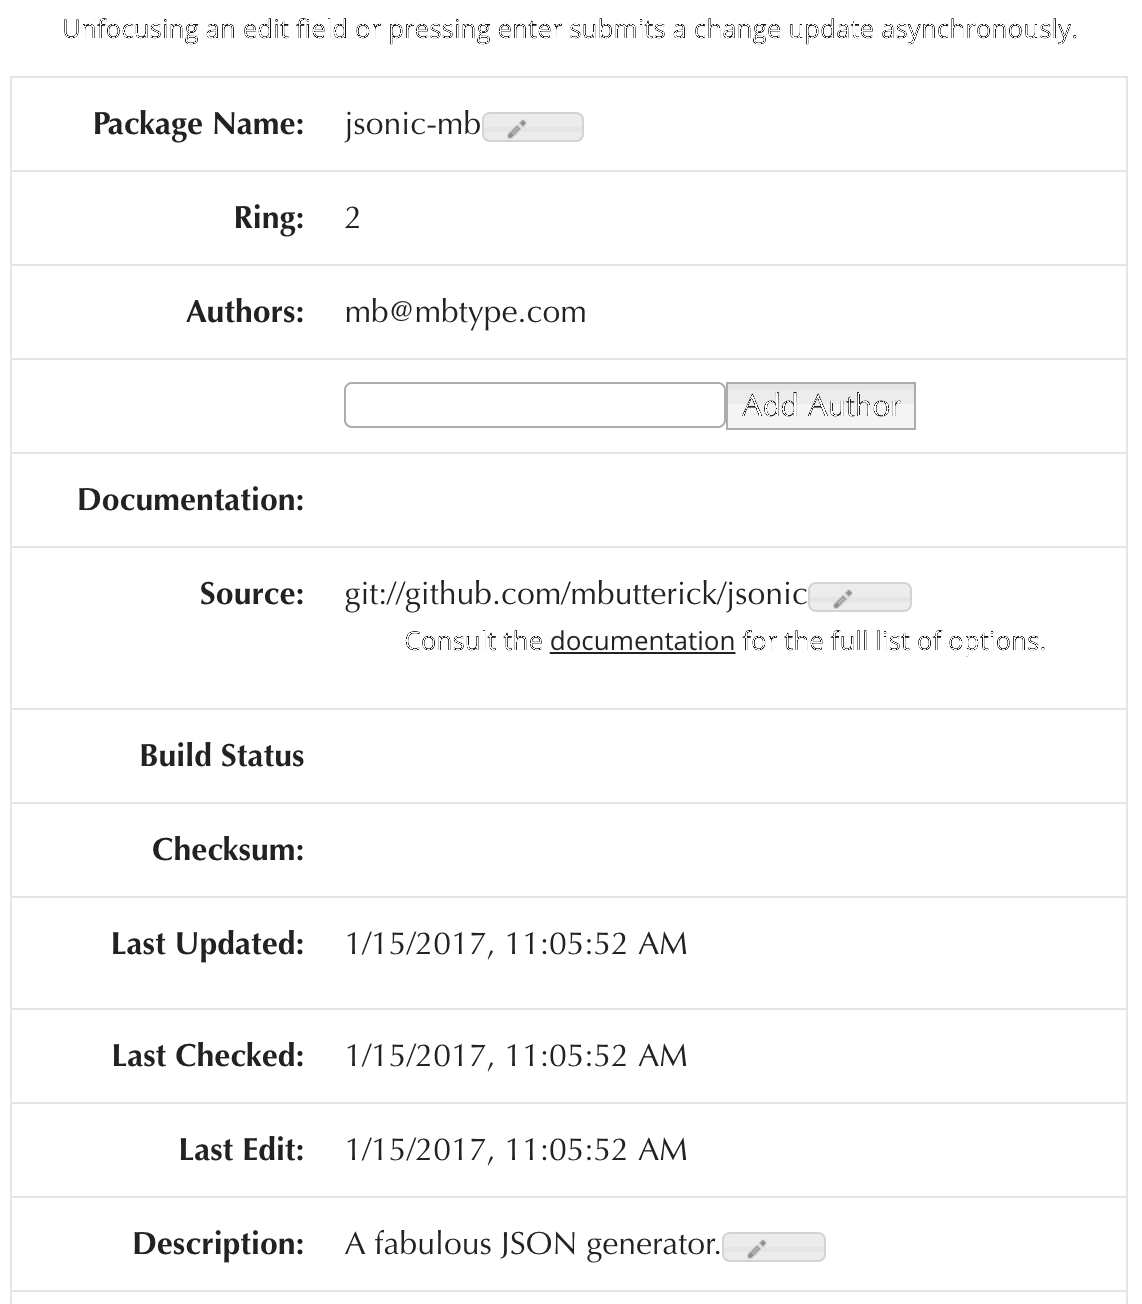 Unfocusing an edit field or pressing enter submits a change update asynchronously.
Package Name: jsonic-mb
Ring: 2
Authors: mb@mbtype.com
Add Author
Documentation:
Source: git://github.com/mbutterick/jsonic
Consult the documentation for the full list of options.
Build Status
Checksum:
Last Updated: 1/15/2017, 11:05:52 AM
Last Checked: 1/15/2017, 11:05:52 AM
Last Edit: 1/15/2017, 11:05:52 AM
Description: A fabulous JSON generator.